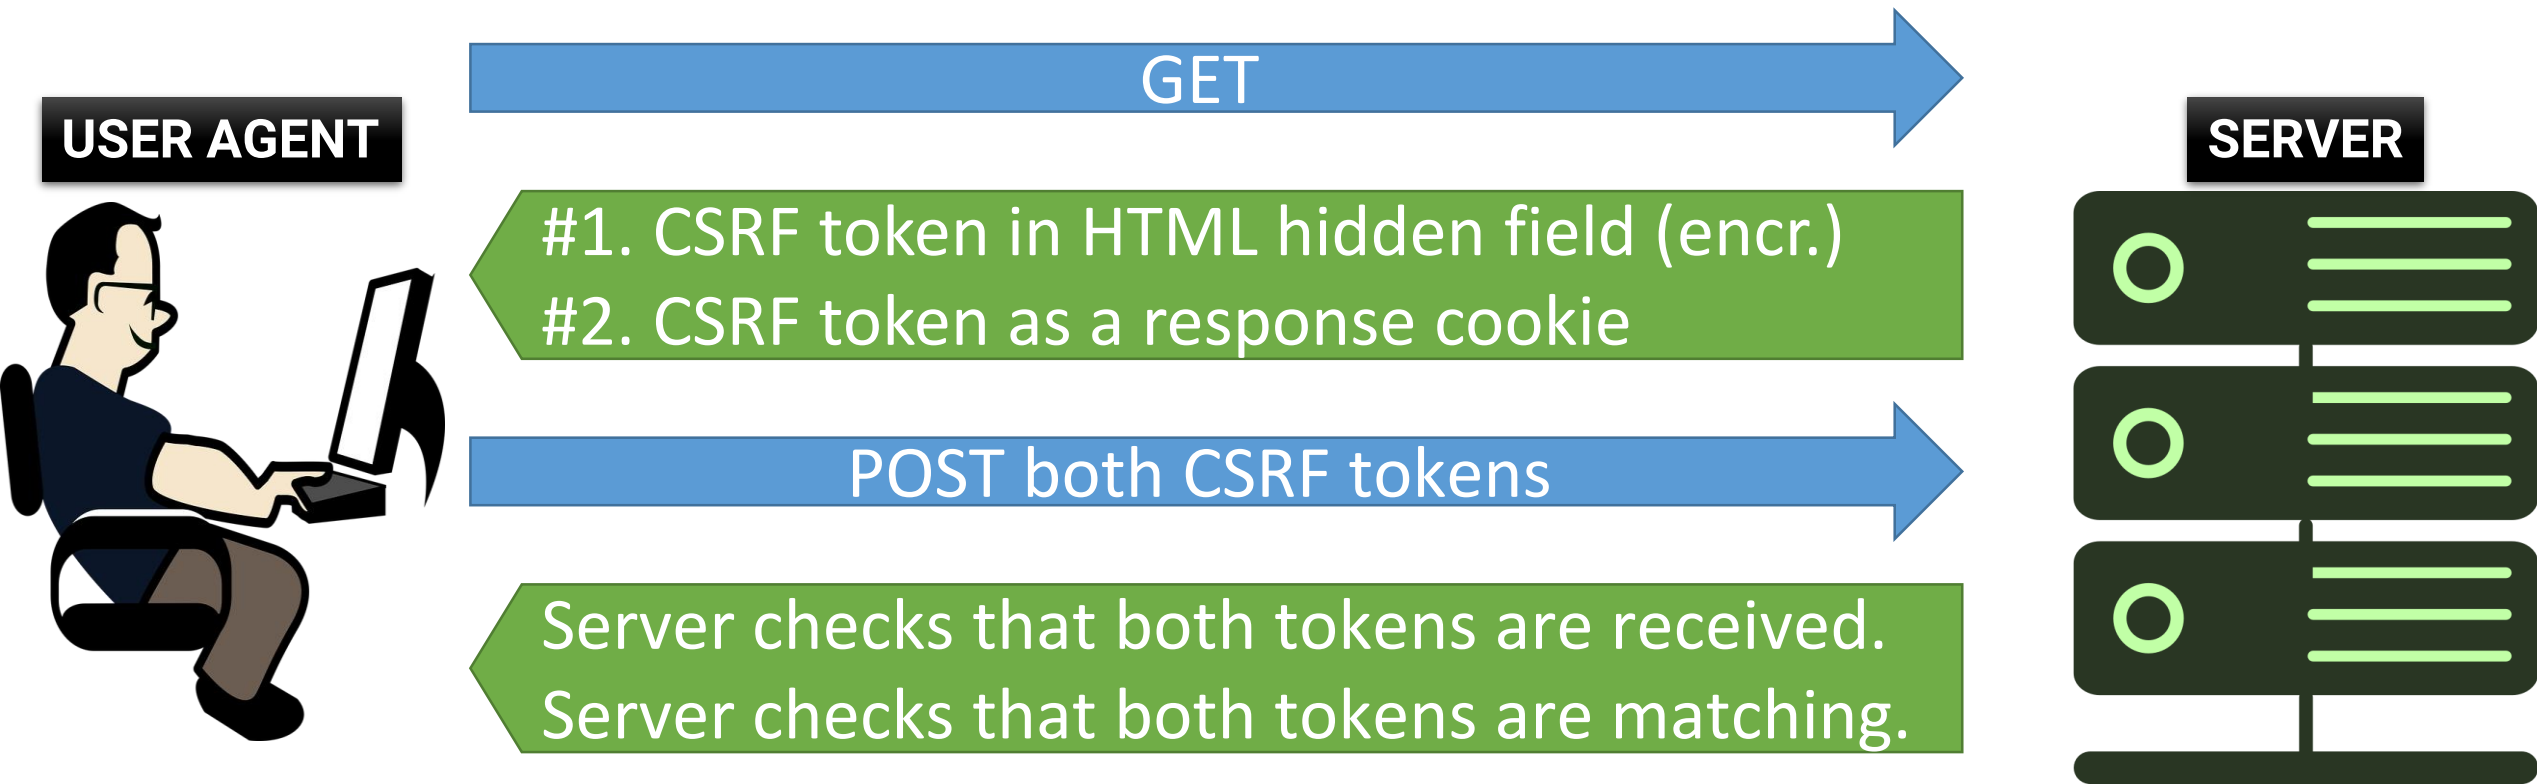 GET
USER AGENT
SERVER
#1. CSRF token in HTML hidden field (encr.)
#2. CSRF token as a response cookie
POST both CSRF tokens
Server checks that both tokens are received.
Server checks that both tokens are matching.